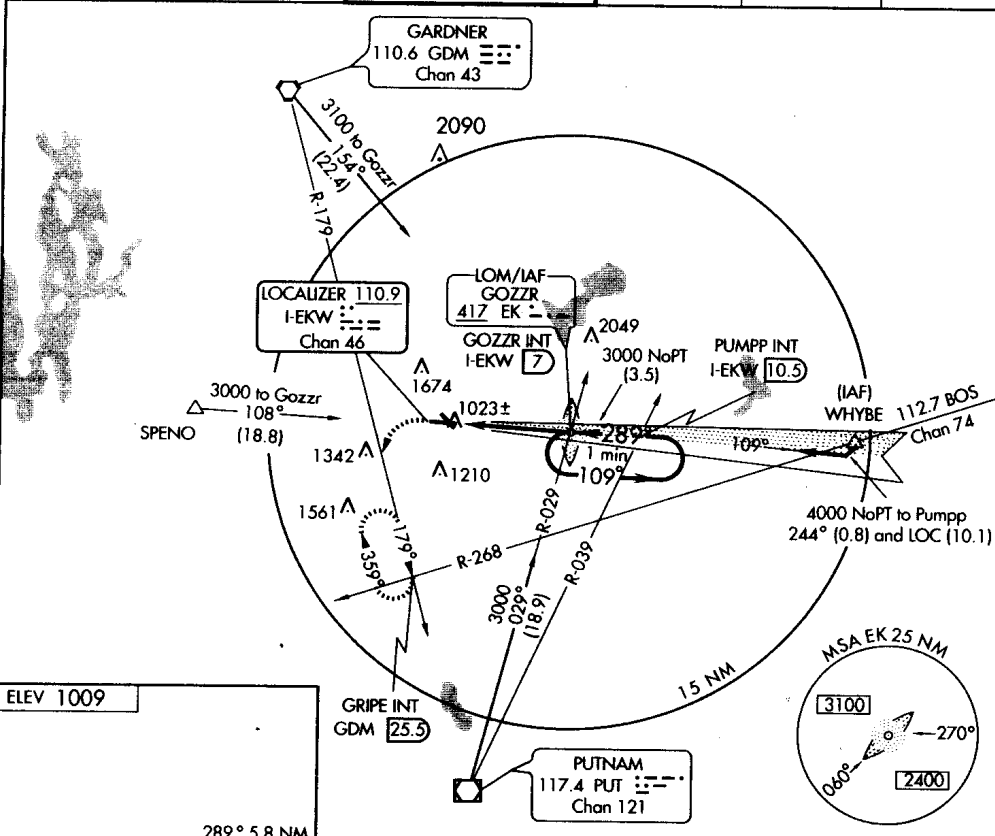 GARDNER
110.6 GDM
Chan 43
3100 to Gozzr
154°
(22.4)
2090
R-179
LOM/IAF
GOZZR
417 EK
LOCALIZER 110.9
I-EKW
Chan 46
2049
GOZZR INT
I-EKW 7
3000 NoPT
(3.5)
PUMPP INT
I-EKW 10.5
1674
(IAF)
WHYBE
112.7 BOS
Chan 74
3000 to Gozzr
108°
(18.8)
SPENO
1023±
289°
1 min
109°
109°
1342
1210
4000 NoPT to Pumpp
244° (0.8) and LOC (10.1)
1561
179°
359°
R-268
R-029
R-039
3000
029°
(18.9)
15 NM
MSA EK 25 NM
3100
270°
060°
2400
ELEV 1009
GRIPE INT
GDM 25.5
PUTNAM
117.4 PUT
Chan 121
289° 5.8 NM